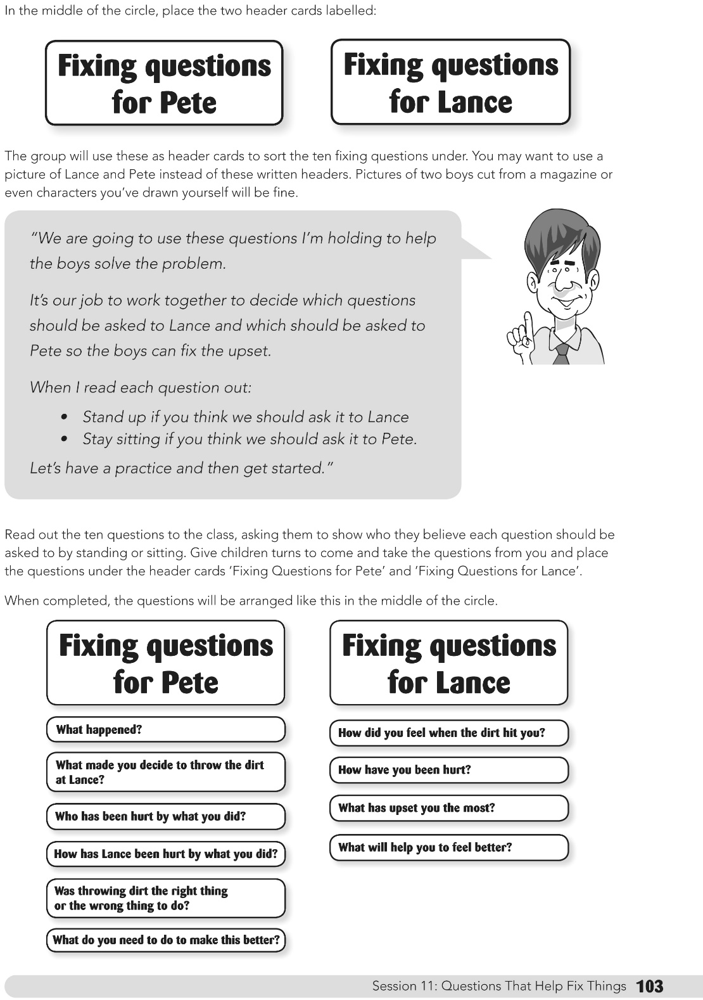 In the middle of the circle, place the two header cards labelled:
Fixing questions
for Pete
Fixing questions
for Lance
The group will use these as header cards to sort the ten fixing questions under. You may want to use a
picture of Lance and Pete instead of these written headers. Pictures of two boys cut from a magazine or
even characters you’ve drawn yourself will be fine.
“We are going to use these questions I’m holding to help
the boys solve the problem.
It’s our job to work together to decide which questions
should be asked to Lance and which should be asked to
Pete so the boys can fix the upset.
When I read each question out:
• Stand up if you think we should ask it to Lance
• Stay sitting if you think we should ask it to Pete.
Let’s have a practice and then get started.”
Read out the ten questions to the class, asking them to show who they believe each question should be
asked to by standing or sitting. Give children turns to come and take the questions from you and place
the questions under the header cards ‘Fixing Questions for Pete’ and ‘Fixing Questions for Lance’.
When completed, the questions will be arranged like this in the middle of the circle.
Fixing questions
for Pete
What happened?
What made you decide to throw the dirt
at Lance?
Who has been hurt by what you did?
How has Lance been hurt by what you did?
Was throwing dirt the right thing
or the wrong thing to do?
What do you need to do to make this better?
Fixing questions
for Lance
How did you feel when the dirt hit you?
How have you been hurt?
What has upset you the most?
What will help you to feel better?
Session 11: Questions That Help Fix Things 103